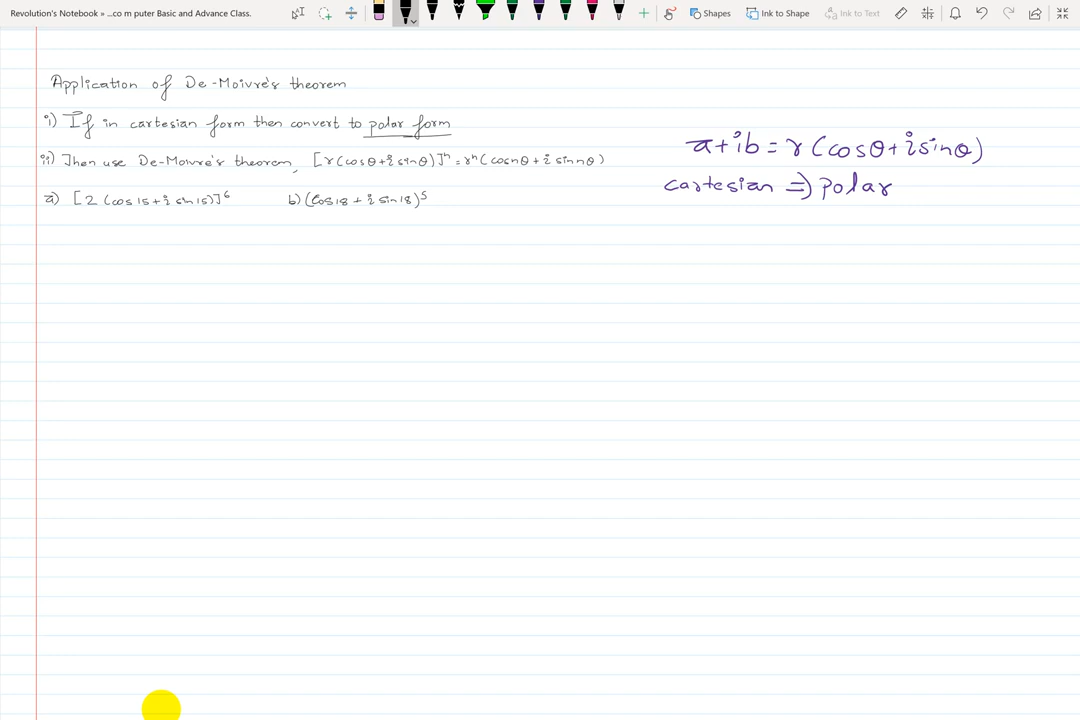 Revolution's Notebook » ...co m puter Basic and Advance Class.
Shapes
Ink to Shape
Ink to Text
Application of De-Moivre's theorem
i) If in cartesian form then convert to polar form
ii) Then use De-Moivre's theorem, [r(cosθ+i sinθ)]ⁿ=rⁿ(cosnθ+i sin nθ)
a) [2 (cos 15+i sin 15)]⁶ b) (cos 18 + i sin 18)⁵
a+ib=r(cosθ+isinθ)
cartesian ⇒ polar